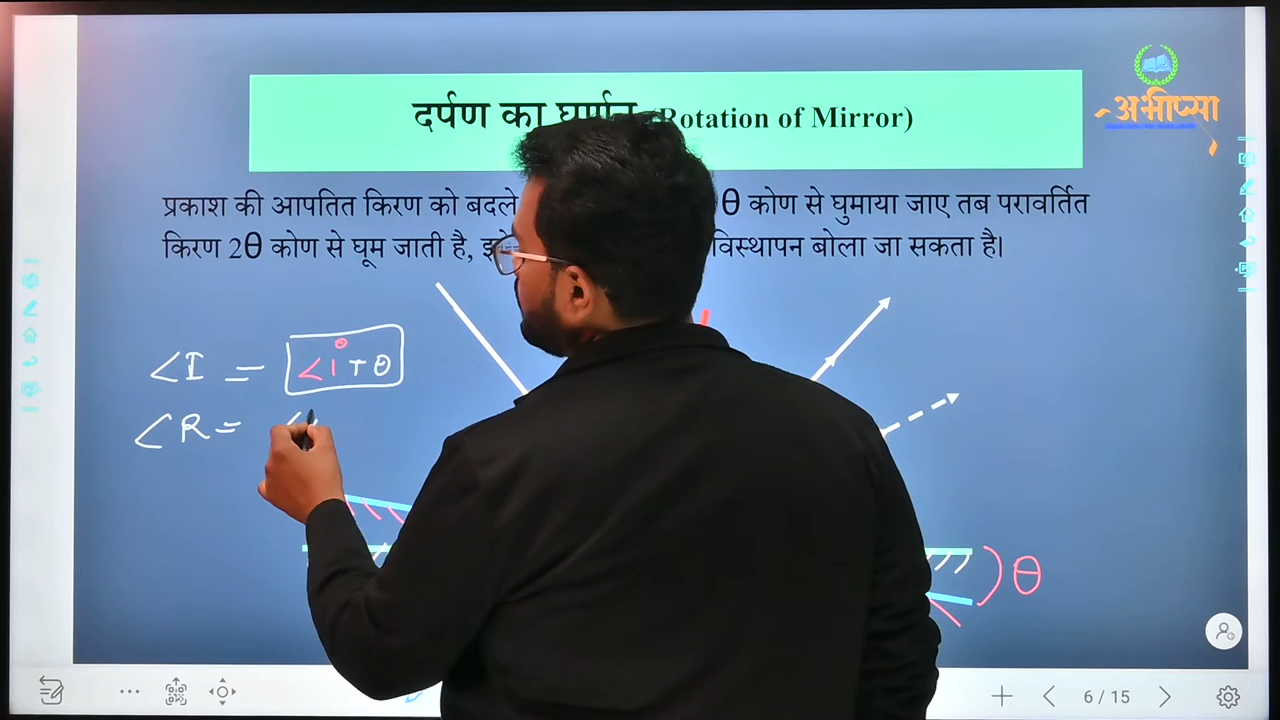 दर्पण का घूर्णन (Rotation of Mirror)
अभीप्सा
प्रकाश की आपतित किरण को बदले θ कोण से घुमाया जाए तब परावर्तित
किरण 2θ कोण से घूम जाती है, विस्थापन बोला जा सकता है।
∠I = ∠i + θ
∠R =
θ
6 / 15